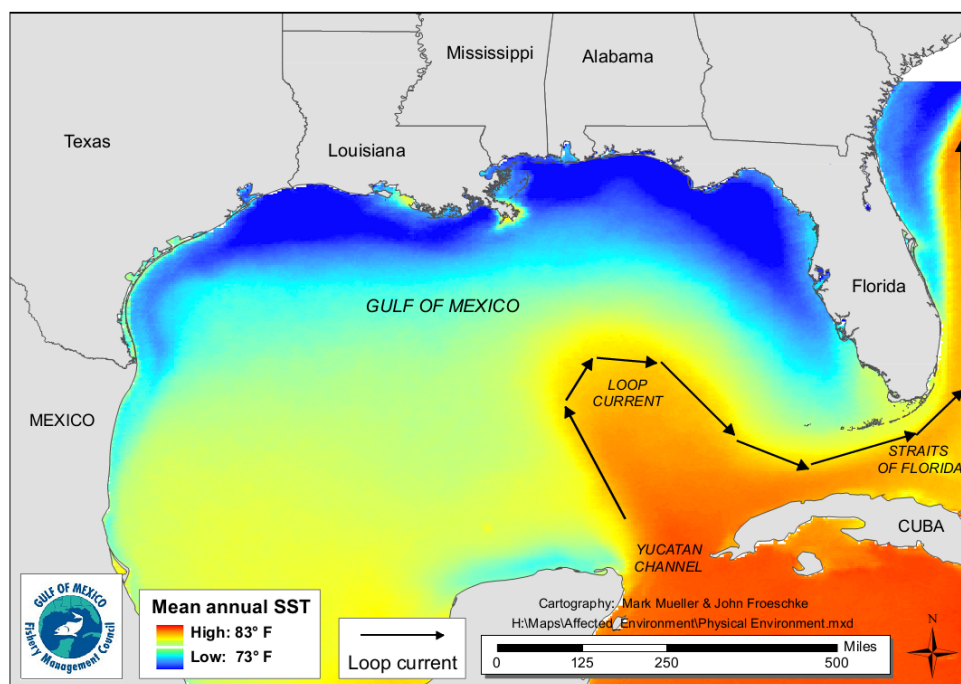 Mississippi
Alabama
Texas
Louisiana
GULF OF MEXICO
Florida
LOOP
CURRENT
MEXICO
STRAITS
OF FLORIDA
CUBA
YUCATAN
CHANNEL
GULF OF MEXICO
Fishery Management Council
Mean annual SST
High: 83° F
Low: 73° F
Loop current
Cartography: Mark Mueller & John Froeschke
H:\Maps\Affected_Environment\Physical Environment.mxd
Miles
0 125 250 500
N